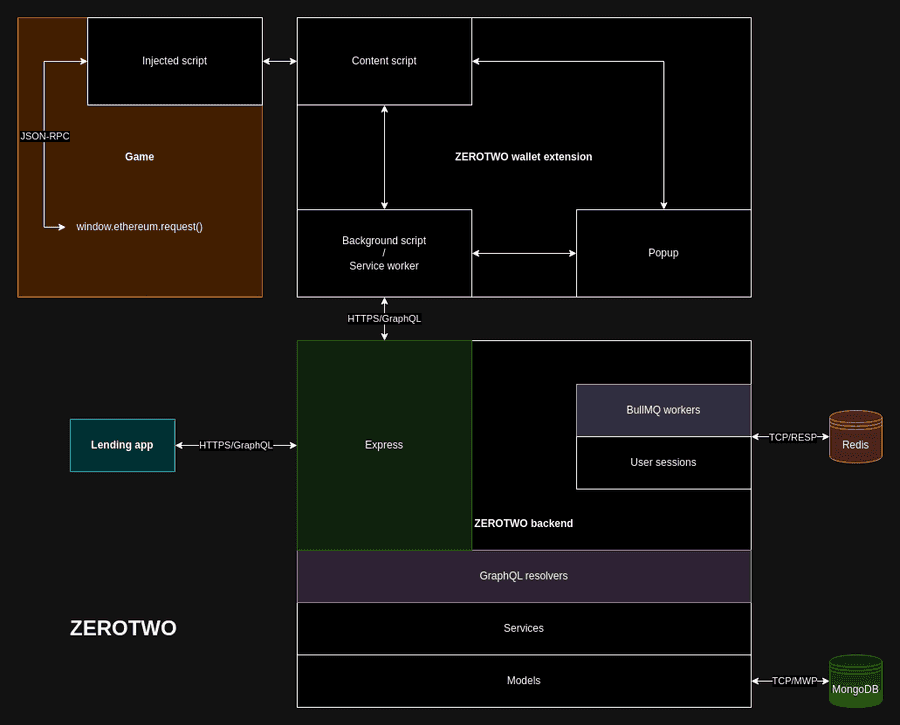 Injected script
Content script
JSON-RPC
Game
ZEROTWO wallet extension
window.ethereum.request()
Background script
/
Service worker
Popup
HTTPS/GraphQL
BullMQ workers
Lending app
HTTPS/GraphQL
Express
TCP/RESP
Redis
User sessions
ZEROTWO backend
GraphQL resolvers
ZEROTWO
Services
Models
TCP/MWP
MongoDB